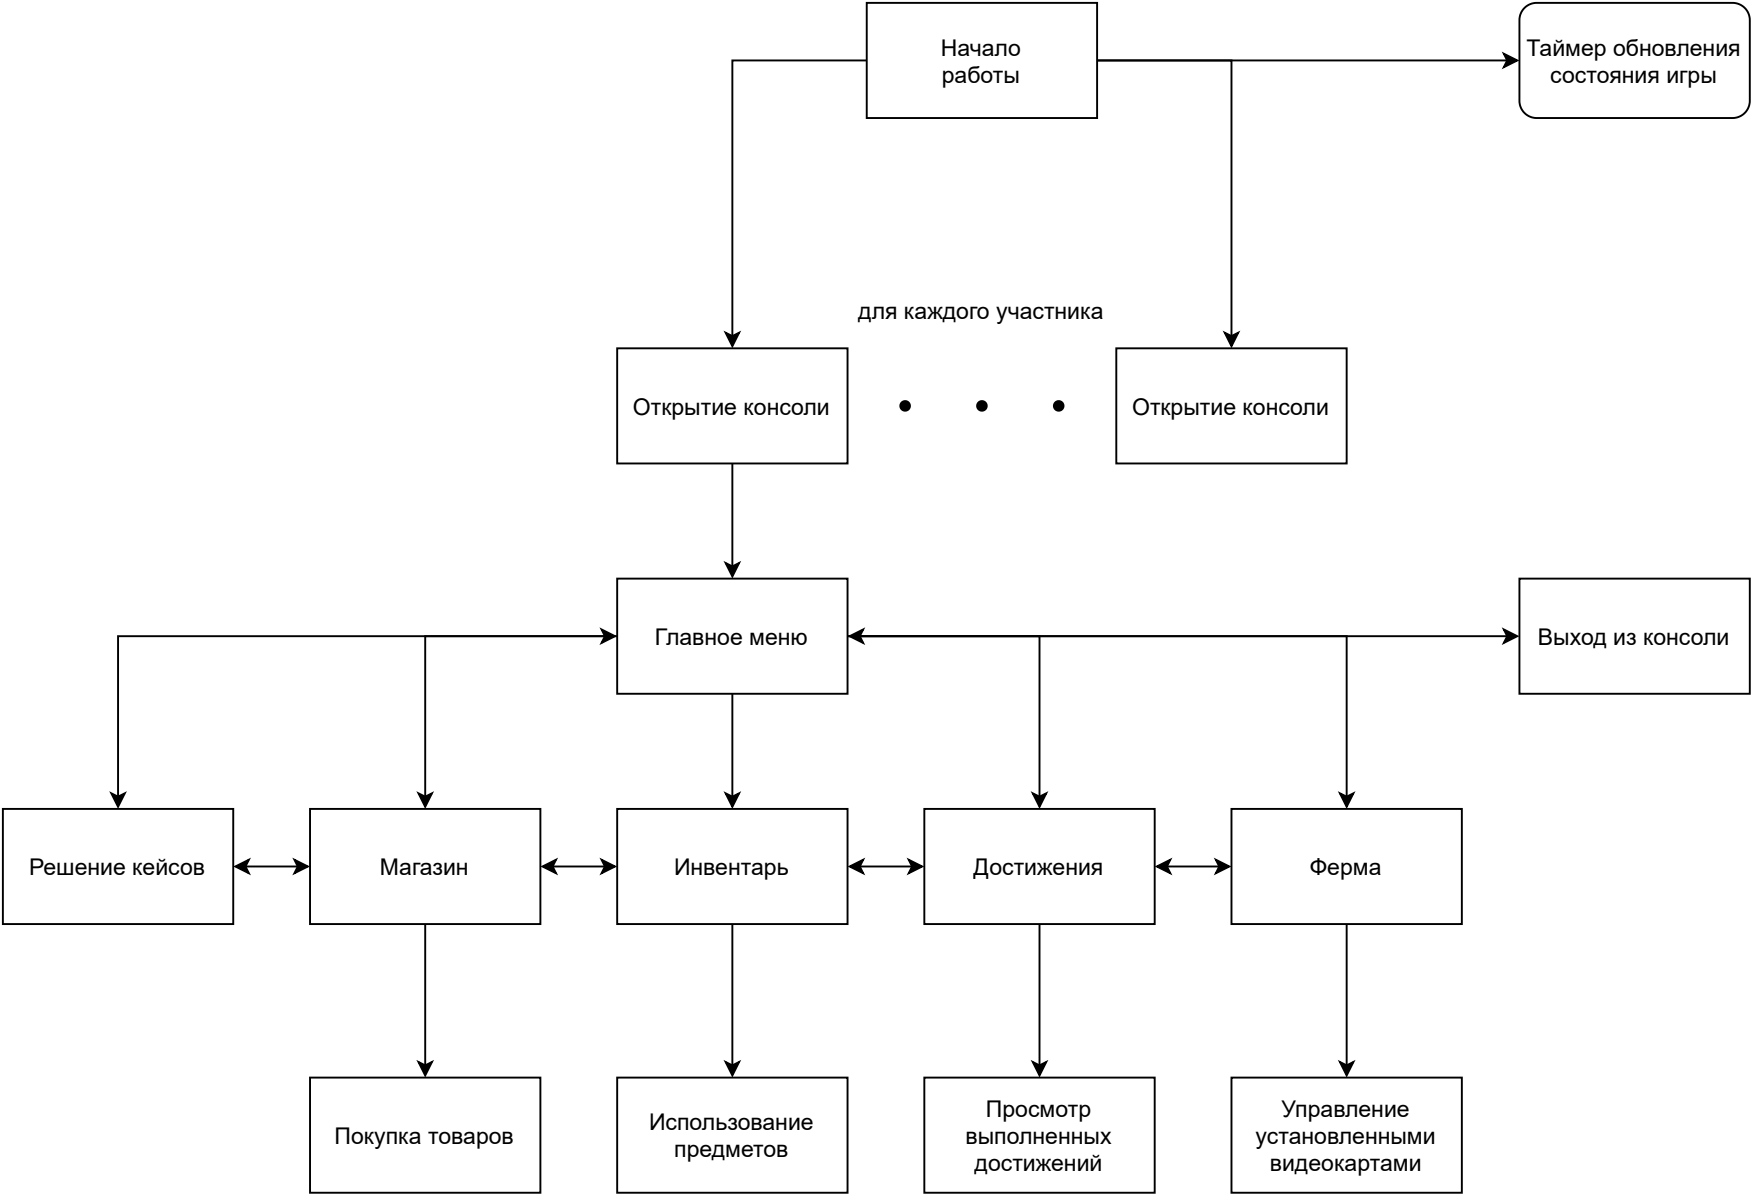 Начало
работы
Таймер обновления
состояния игры
для каждого участника
Открытие консоли
Открытие консоли
Главное меню
Выход из консоли
Решение кейсов
Магазин
Инвентарь
Достижения
Ферма
Покупка товаров
Использование
предметов
Просмотр
выполненных
достижений
Управление
установленными
видеокартами